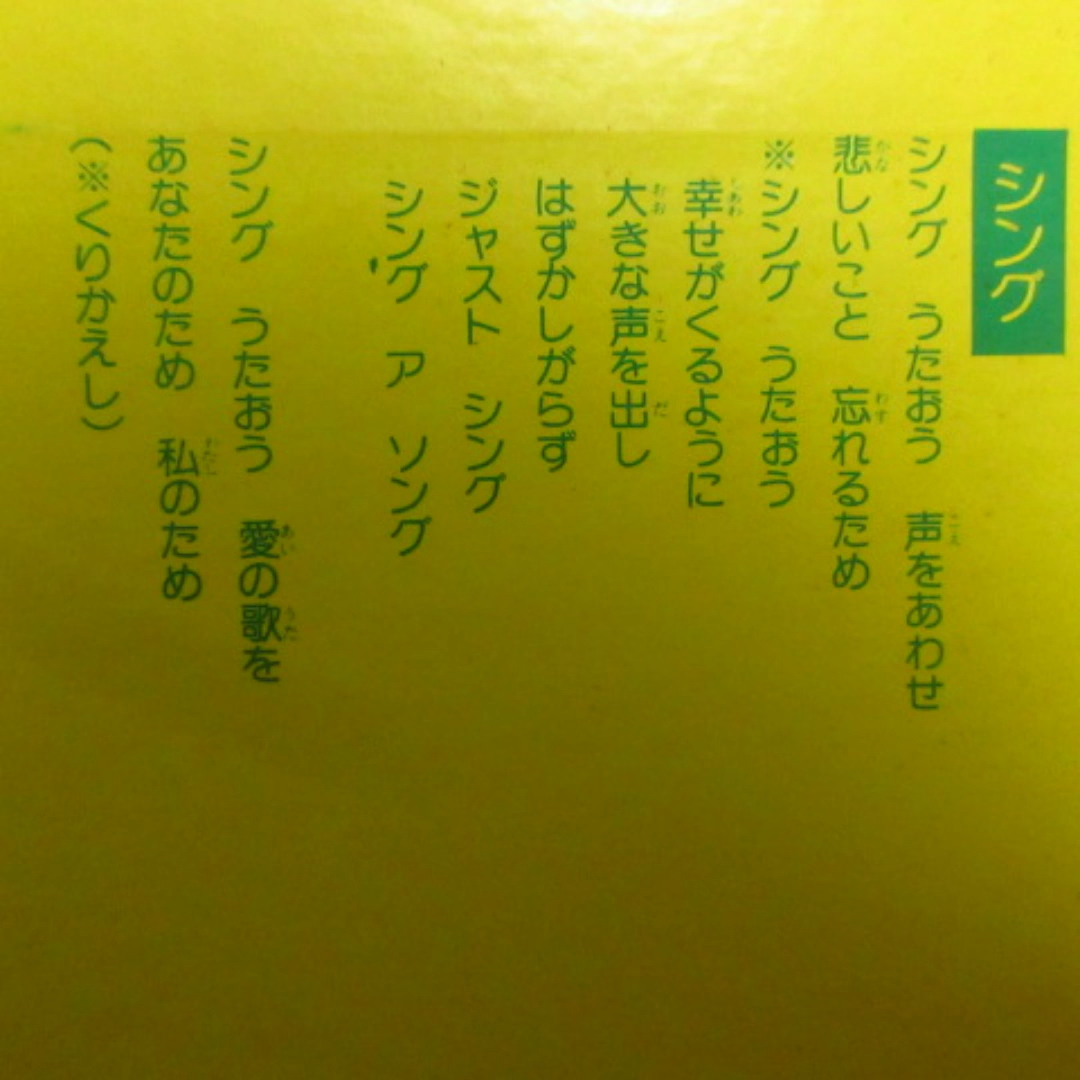 シング
シング うたおう 声をあわせ
悲しいこと 忘れるため
※シング うたおう
幸せがくるように
大きな声を出し
はずかしがらず
ジャスト シング
シング ア ソング
シング うたおう 愛の歌を
あなたのため 私のため
(※くりかえし)